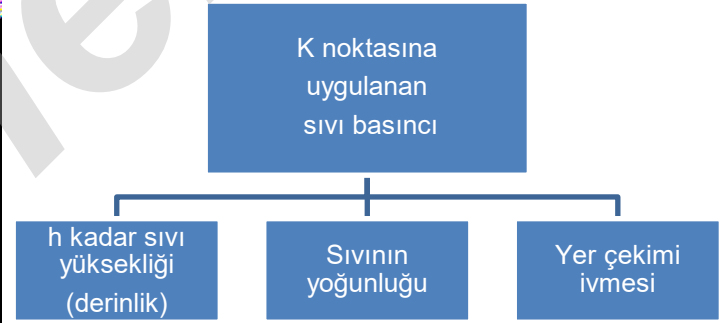 K noktasına
uygulanan
sıvı basıncı
h kadar sıvı
yüksekliği
(derinlik)
Sıvının
yoğunluğu
Yer çekimi
ivmesi